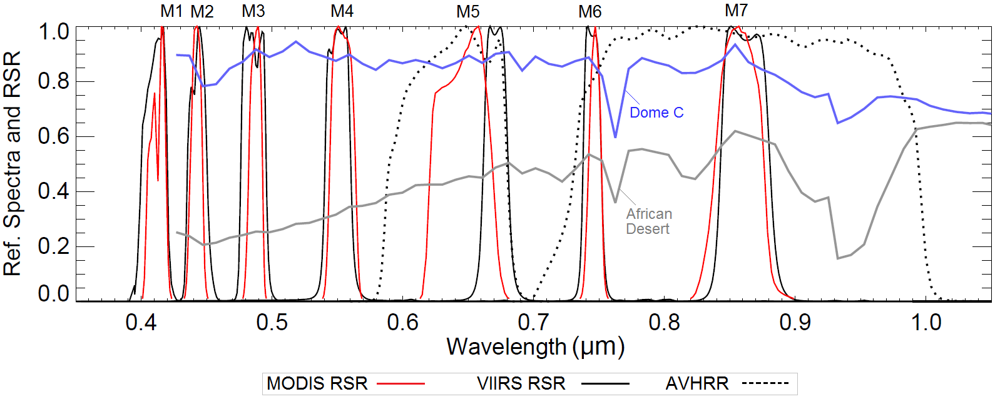 M1 M2 M3 M4 M5 M6 M7
1.0
0.8
0.6
0.4
0.2
0.0
Ref. Spectra and RSR
Dome C
African
Desert
0.4 0.5 0.6 0.7 0.8 0.9 1.0
Wavelength (µm)
MODIS RSR VIIRS RSR AVHRR